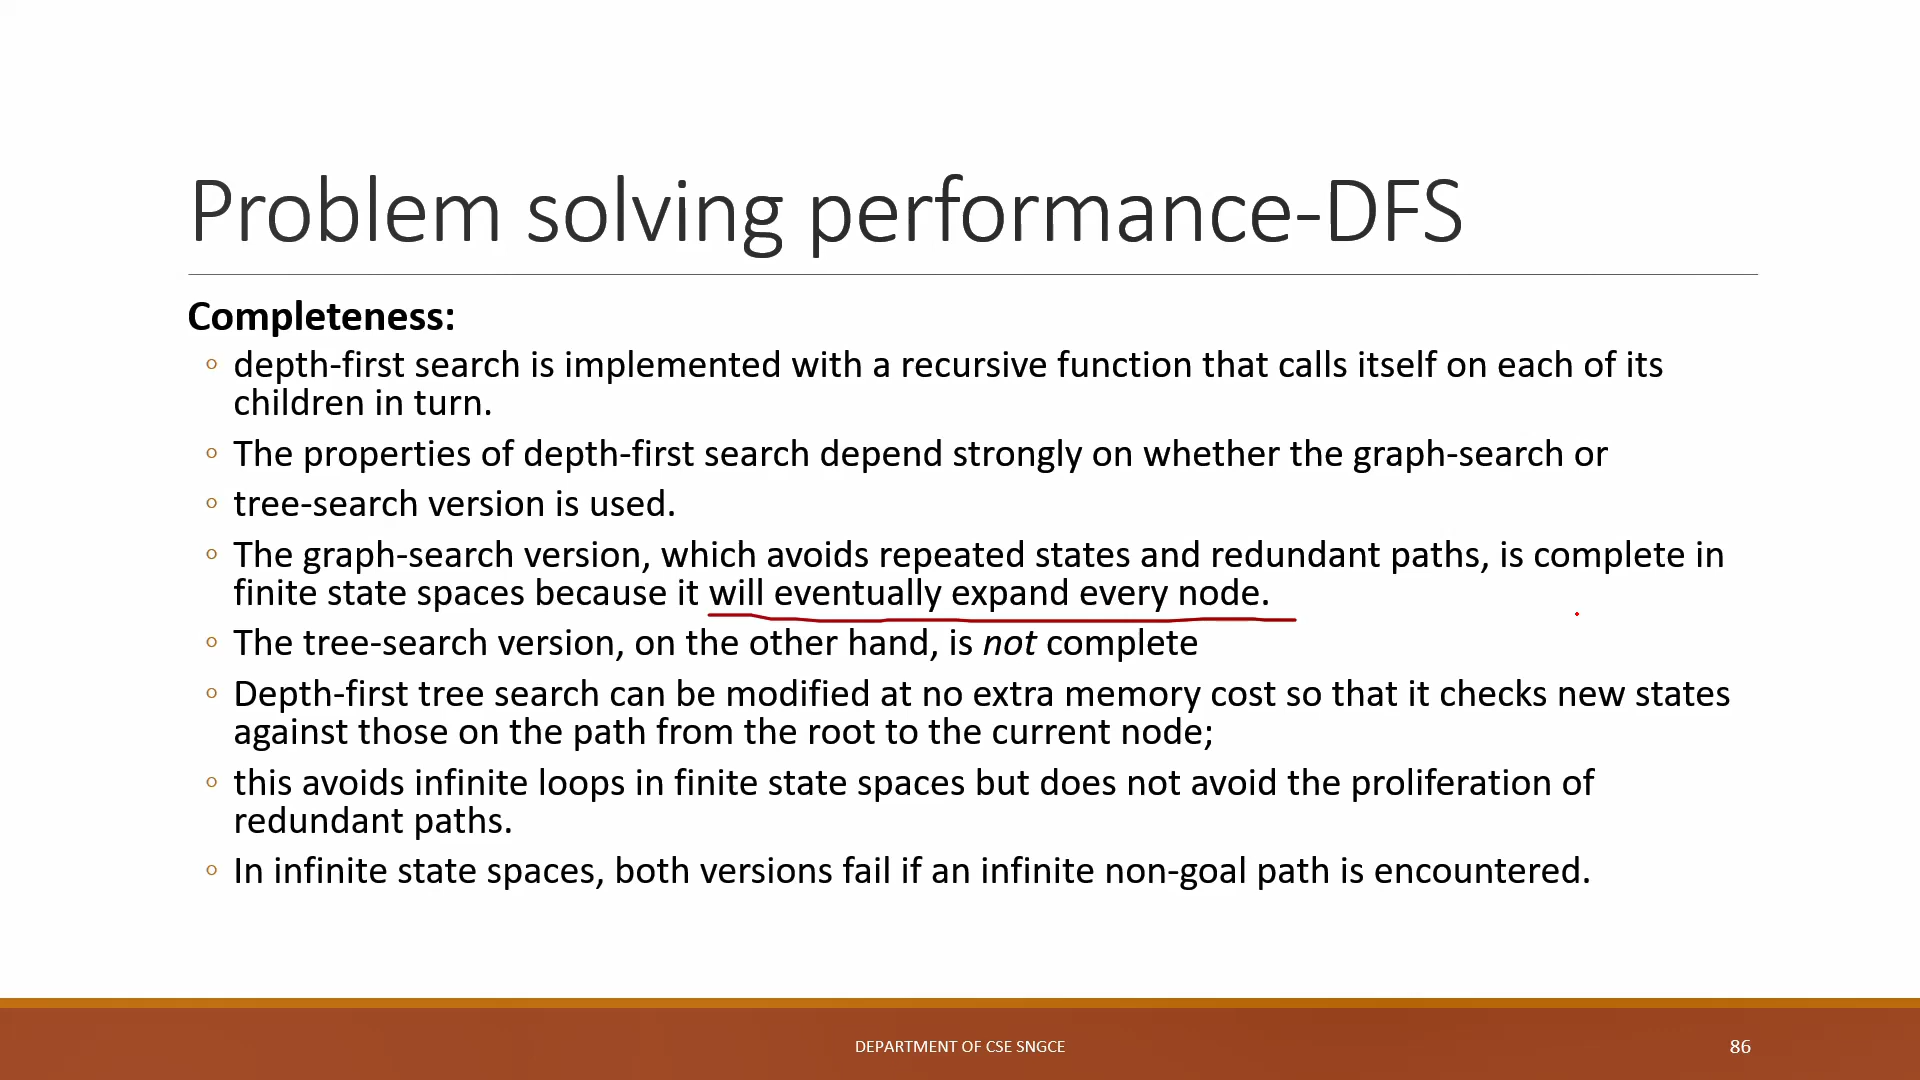 Problem solving performance-DFS
Completeness:
◦ depth-first search is implemented with a recursive function that calls itself on each of its
children in turn.
◦ The properties of depth-first search depend strongly on whether the graph-search or
◦ tree-search version is used.
◦ The graph-search version, which avoids repeated states and redundant paths, is complete in
finite state spaces because it will eventually expand every node.
◦ The tree-search version, on the other hand, is not complete
◦ Depth-first tree search can be modified at no extra memory cost so that it checks new states
against those on the path from the root to the current node;
◦ this avoids infinite loops in finite state spaces but does not avoid the proliferation of
redundant paths.
◦ In infinite state spaces, both versions fail if an infinite non-goal path is encountered.
DEPARTMENT OF CSE SNGCE
86